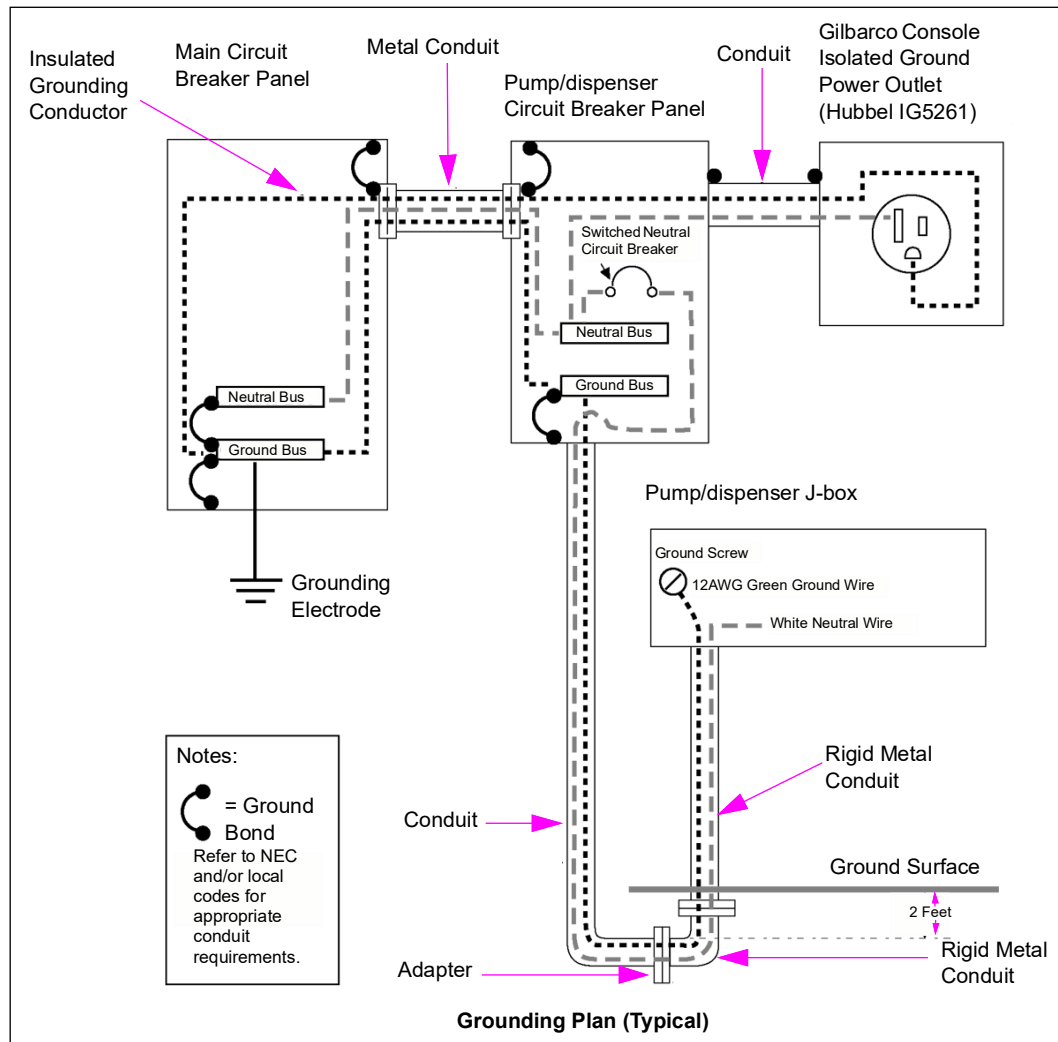 Insulated
Grounding
Conductor
Main Circuit
Breaker Panel
Metal Conduit
Pump/dispenser
Circuit Breaker Panel
Conduit
Gilbarco Console
Isolated Ground
Power Outlet
(Hubbel IG5261)
Switched Neutral
Circuit Breaker
Neutral Bus
Ground Bus
Neutral Bus
Ground Bus
Grounding
Electrode
Pump/dispenser J-box
Ground Screw
12AWG Green Ground Wire
White Neutral Wire
Notes:
= Ground
Bond
Refer to NEC
and/or local
codes for
appropriate
conduit
requirements.
Conduit
Rigid Metal
Conduit
Ground Surface
2 Feet
Adapter
Rigid Metal
Conduit
Grounding Plan (Typical)